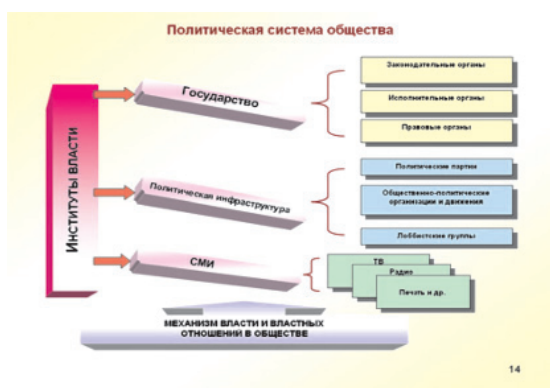 Политическая система общества
ИНСТИТУТЫ ВЛАСТИ
Государство
Законодательные органы
Исполнительные органы
Правовые органы
Политическая инфраструктура
Политические партии
Общественно-политические
организации и движения
Лоббистские группы
СМИ
ТВ
Радио
Печать и др.
МЕХАНИЗМ ВЛАСТИ И ВЛАСТНЫХ
ОТНОШЕНИЙ В ОБЩЕСТВЕ
14